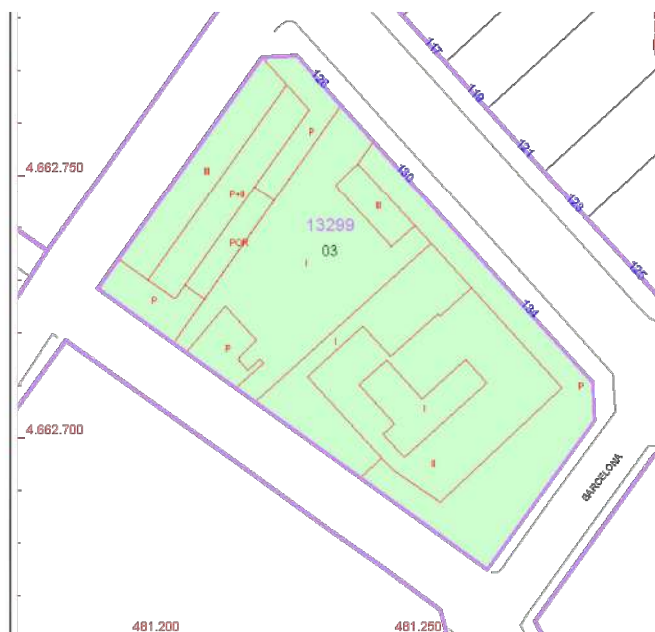 117
119
126
121
P
4.662.750
III
130
P+II
123
III
13299
POR
03
125
I
P
134
I
P
P
I
4.662.700
II
BARCELONA
481.200
481.250